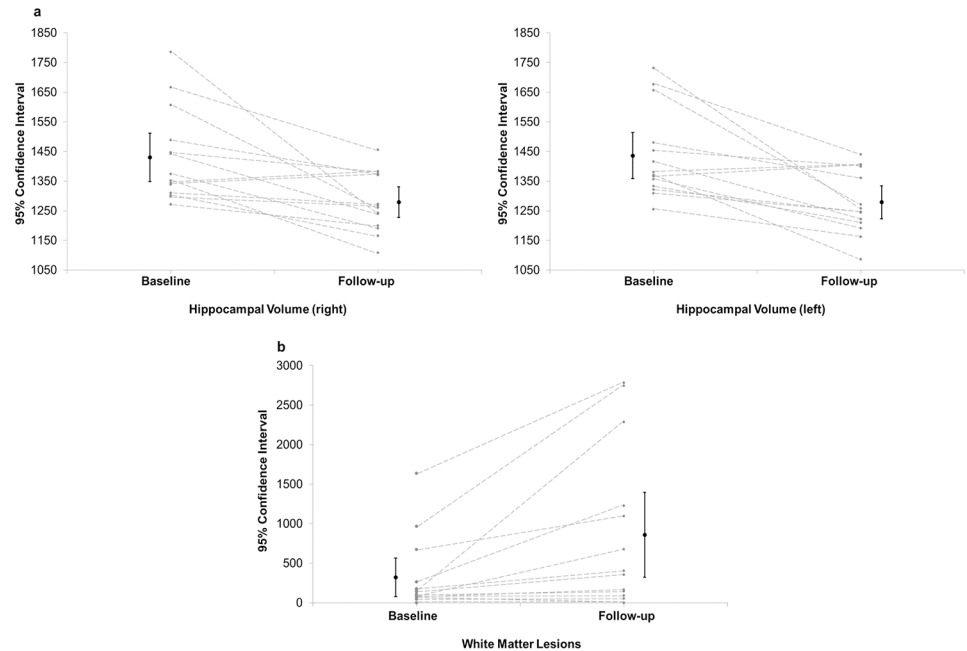 a
1850
1750
1650
1550
1450
1350
1250
1150
1050
95% Confidence Interval
Baseline
Follow-up
Hippocampal Volume (right)
1850
1750
1650
1550
1450
1350
1250
1150
1050
95% Confidence Interval
Baseline
Follow-up
Hippocampal Volume (left)
b
3000
2500
2000
1500
1000
500
0
95% Confidence Interval
Baseline
Follow-up
White Matter Lesions